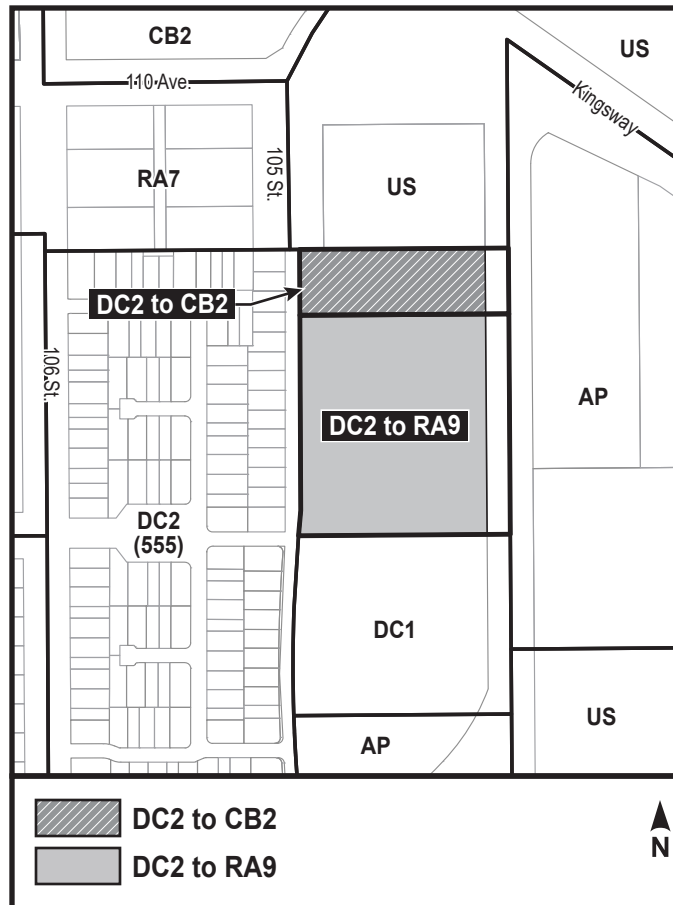 CB2
US
110 Ave.
Kingsway
RA7
105 St.
US
DC2 to CB2
106 St.
DC2 to RA9
AP
DC2
(555)
DC1
US
AP
DC2 to CB2
DC2 to RA9
N